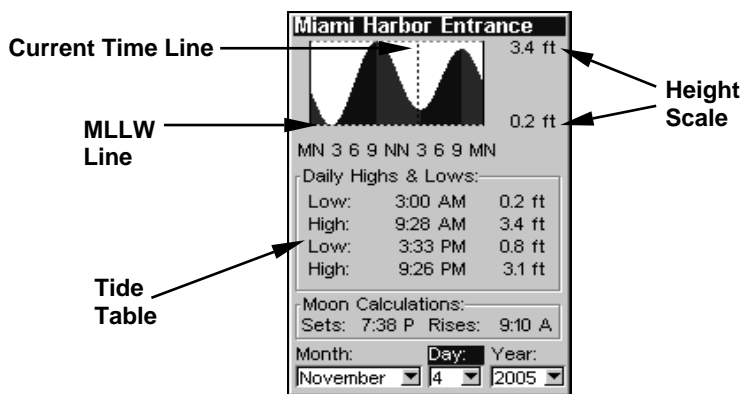 Miami Harbor Entrance
Current Time Line
3.4 ft
Height
Scale
MLLW
Line
0.2 ft
MN 3 6 9 NN 3 6 9 MN
Daily Highs & Lows:
Low: 3:00 AM 0.2 ft
High: 9:28 AM 3.4 ft
Low: 3:33 PM 0.8 ft
High: 9:26 PM 3.1 ft
Tide
Table
Moon Calculations:
Sets: 7:38 P Rises: 9:10 A
Month: Day: Year:
November 4 2005